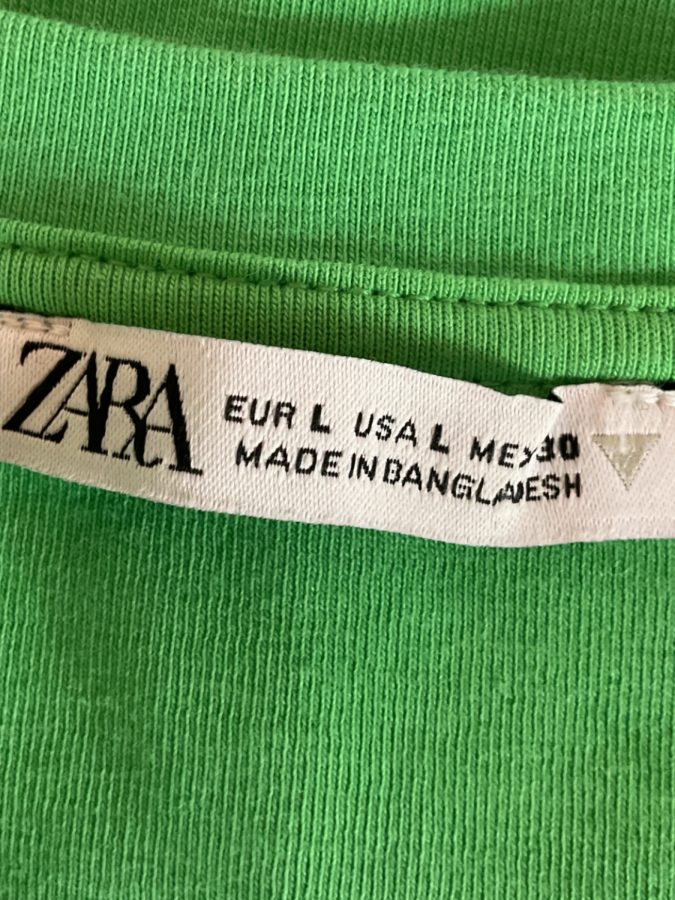 ZARA
EUR L USA L MEX 30
MADE IN BANGLADESH